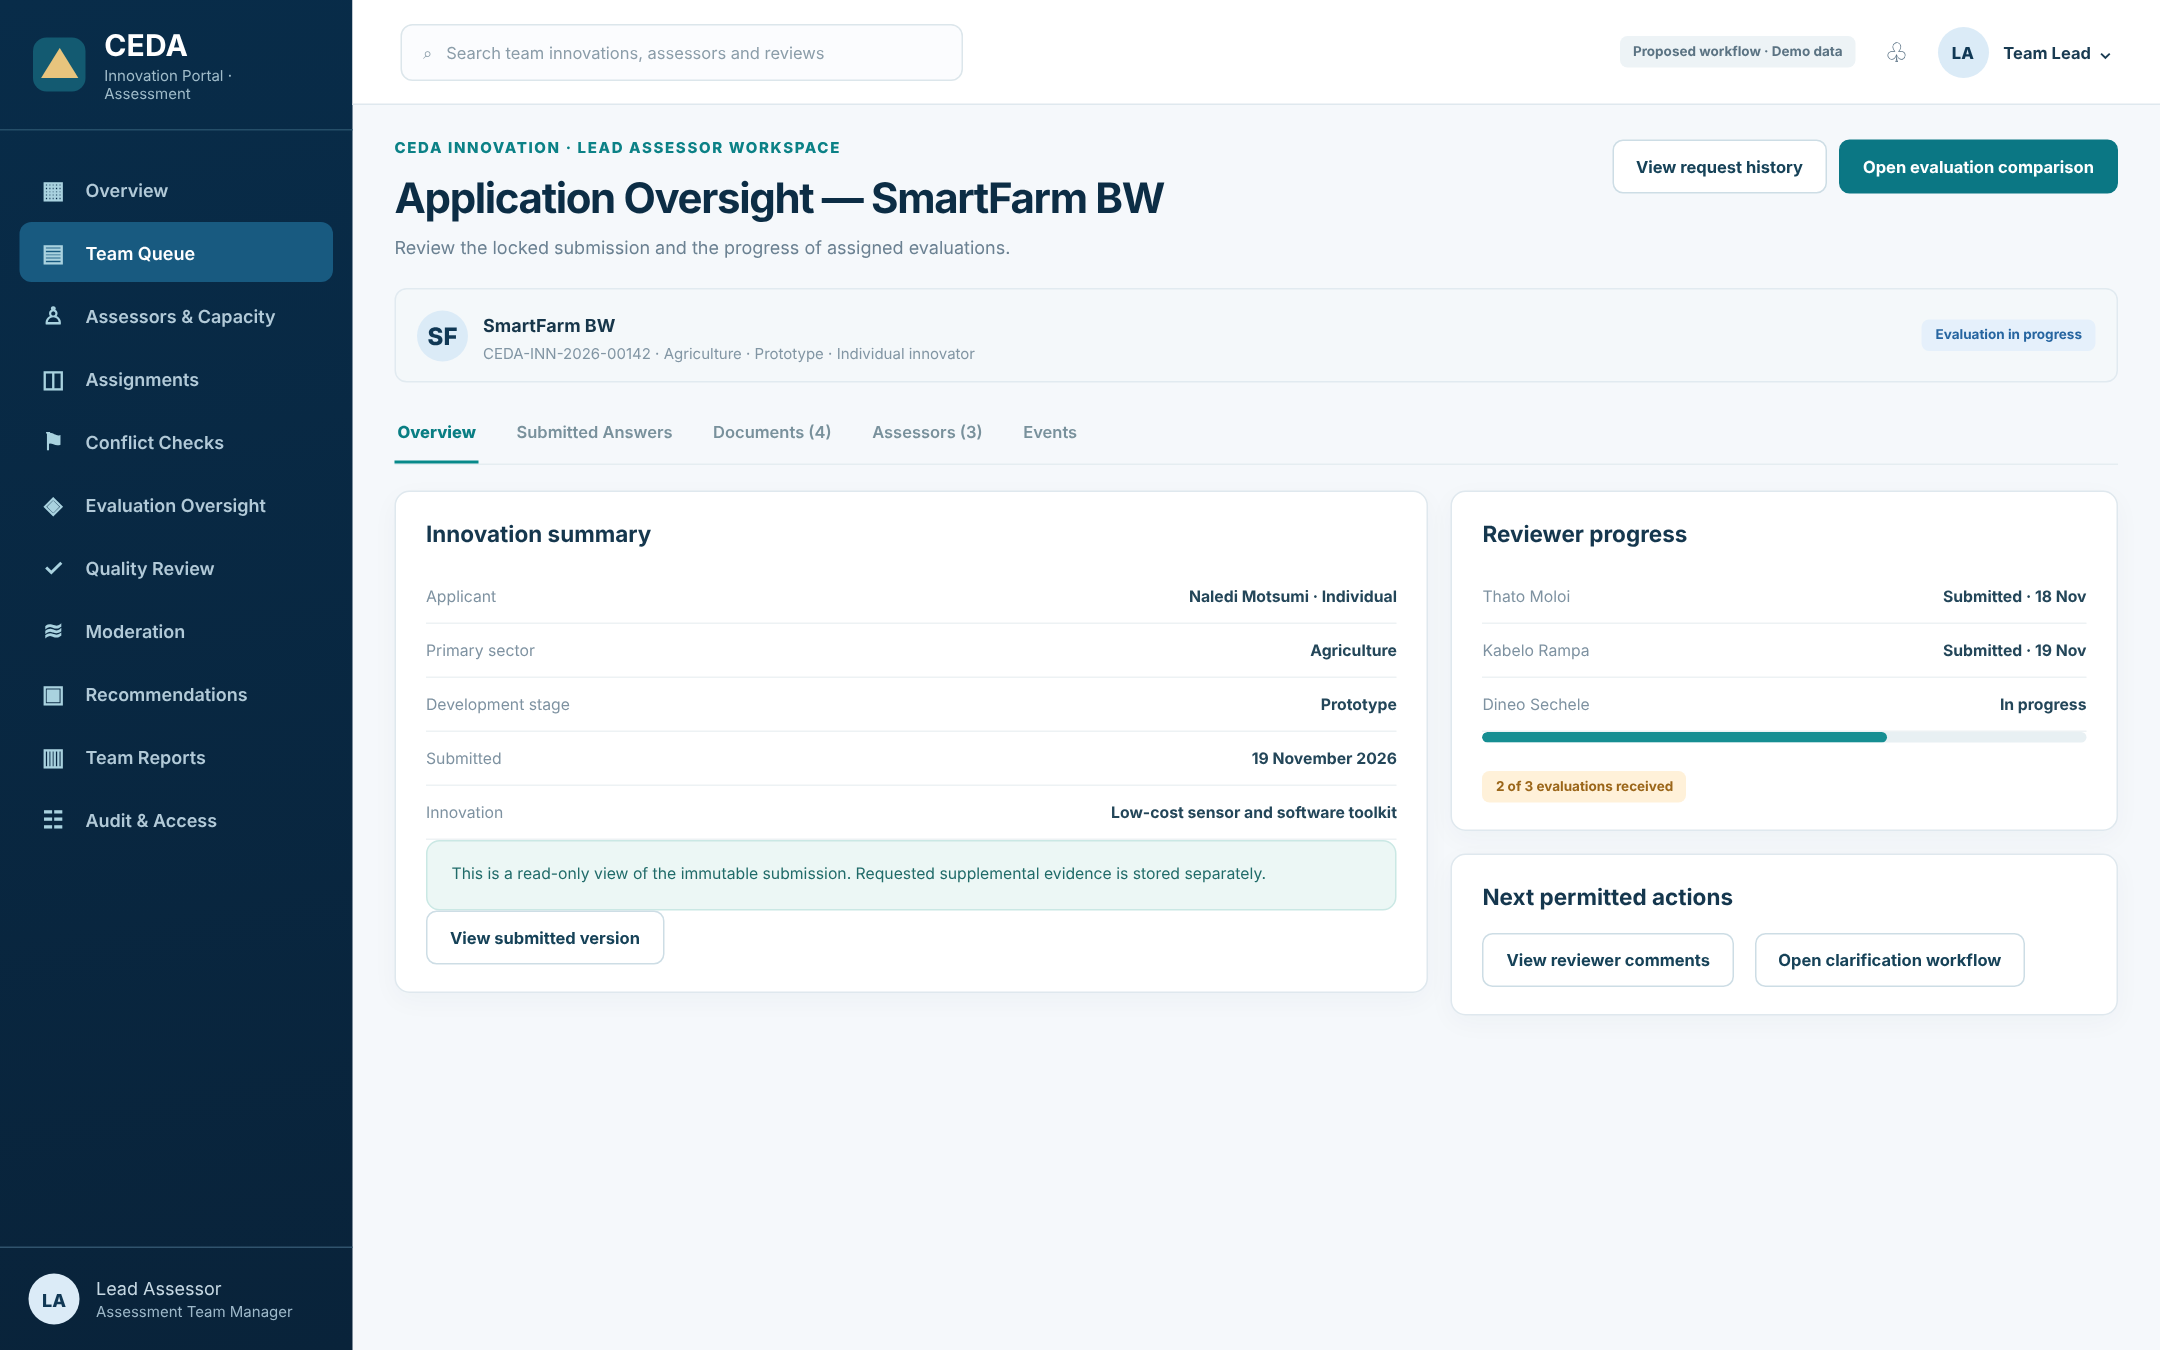 CEDA
Innovation Portal ·
Assessment
Overview
Team Queue
Assessors & Capacity
Assignments
Conflict Checks
Evaluation Oversight
Quality Review
Moderation
Recommendations
Team Reports
Audit & Access
LA
Lead Assessor
Assessment Team Manager
Search team innovations, assessors and reviews
Proposed workflow · Demo data
LA
Team Lead
CEDA INNOVATION · LEAD ASSESSOR WORKSPACE
Application Oversight — SmartFarm BW
Review the locked submission and the progress of assigned evaluations.
View request history
Open evaluation comparison
SF
SmartFarm BW
CEDA-INN-2026-00142 · Agriculture · Prototype · Individual innovator
Evaluation in progress
Overview
Submitted Answers
Documents (4)
Assessors (3)
Events
Innovation summary
Applicant
Naledi Motsumi · Individual
Primary sector
Agriculture
Development stage
Prototype
Submitted
19 November 2026
Innovation
Low-cost sensor and software toolkit
This is a read-only view of the immutable submission. Requested supplemental evidence is stored separately.
View submitted version
Reviewer progress
Thato Moloi
Submitted · 18 Nov
Kabelo Rampa
Submitted · 19 Nov
Dineo Sechele
In progress
2 of 3 evaluations received
Next permitted actions
View reviewer comments
Open clarification workflow